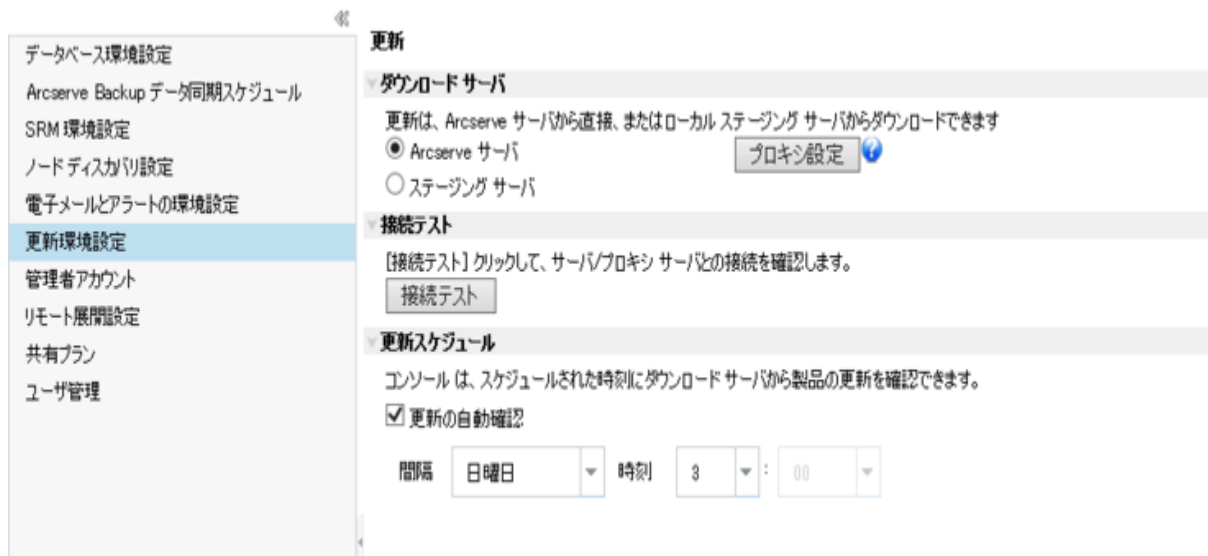 データベース環境設定
Arcserve Backup データ同期スケジュール
SRM 環境設定
ノード ディスカバリ設定
電子メールとアラートの環境設定
更新環境設定
管理者アカウント
リモート展開設定
共有プラン
ユーザ管理
更新
ダウンロード サーバ
更新は、Arcserve サーバから直接、またはローカル ステージング サーバからダウンロードできます
Arcserve サーバ プロキシ設定 ?
ステージング サーバ
接続テスト
[接続テスト] クリックして、サーバ/プロキシ サーバとの接続を確認します。
接続テスト
更新スケジュール
コンソール は、スケジュールされた時刻にダウンロード サーバから製品の更新を確認できます。
更新の自動確認
間隔 日曜日 時刻 3 : 00